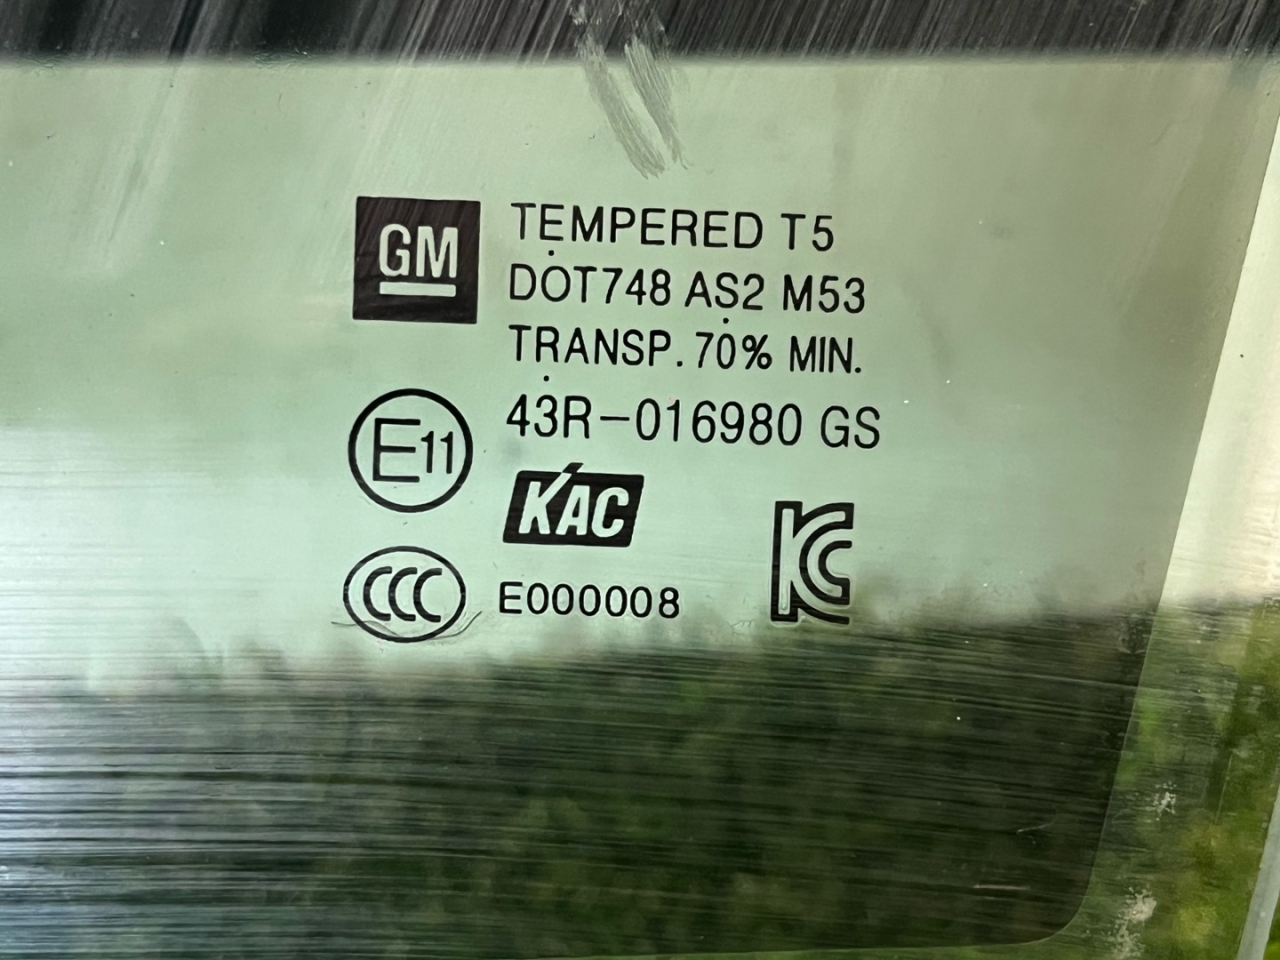 GM
TEMPERED T5
DOT748 AS2 M53
TRANSP. 70% MIN.
E11
43R-016980 GS
KAC
KC
CCC
E000008